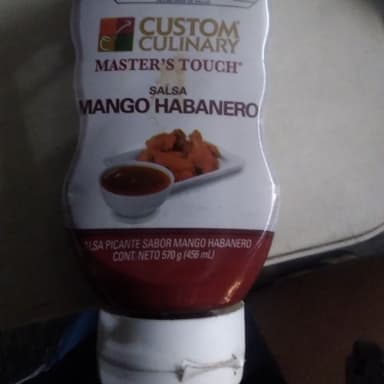 CUSTOM
CULINARY
MASTER'S TOUCH®
SALSA
MANGO HABANERO
SALSA PICANTE SABOR MANGO HABANERO
CONT. NETO 570 g (456 mL)